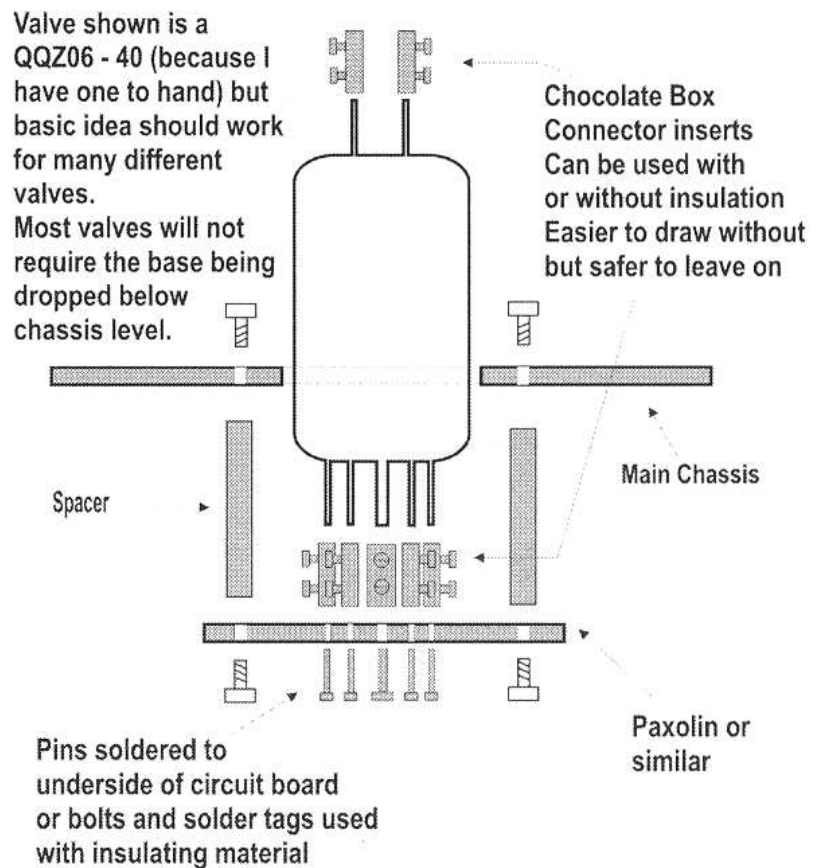 Valve shown is a
QQZ06 - 40 (because I
have one to hand) but
basic idea should work
for many different
valves.
Most valves will not
require the base being
dropped below
chassis level.
Chocolate Box
Connector inserts
Can be used with
or without insulation
Easier to draw without
but safer to leave on
Main Chassis
Spacer
Paxolin or
similar
Pins soldered to
underside of circuit board
or bolts and solder tags used
with insulating material